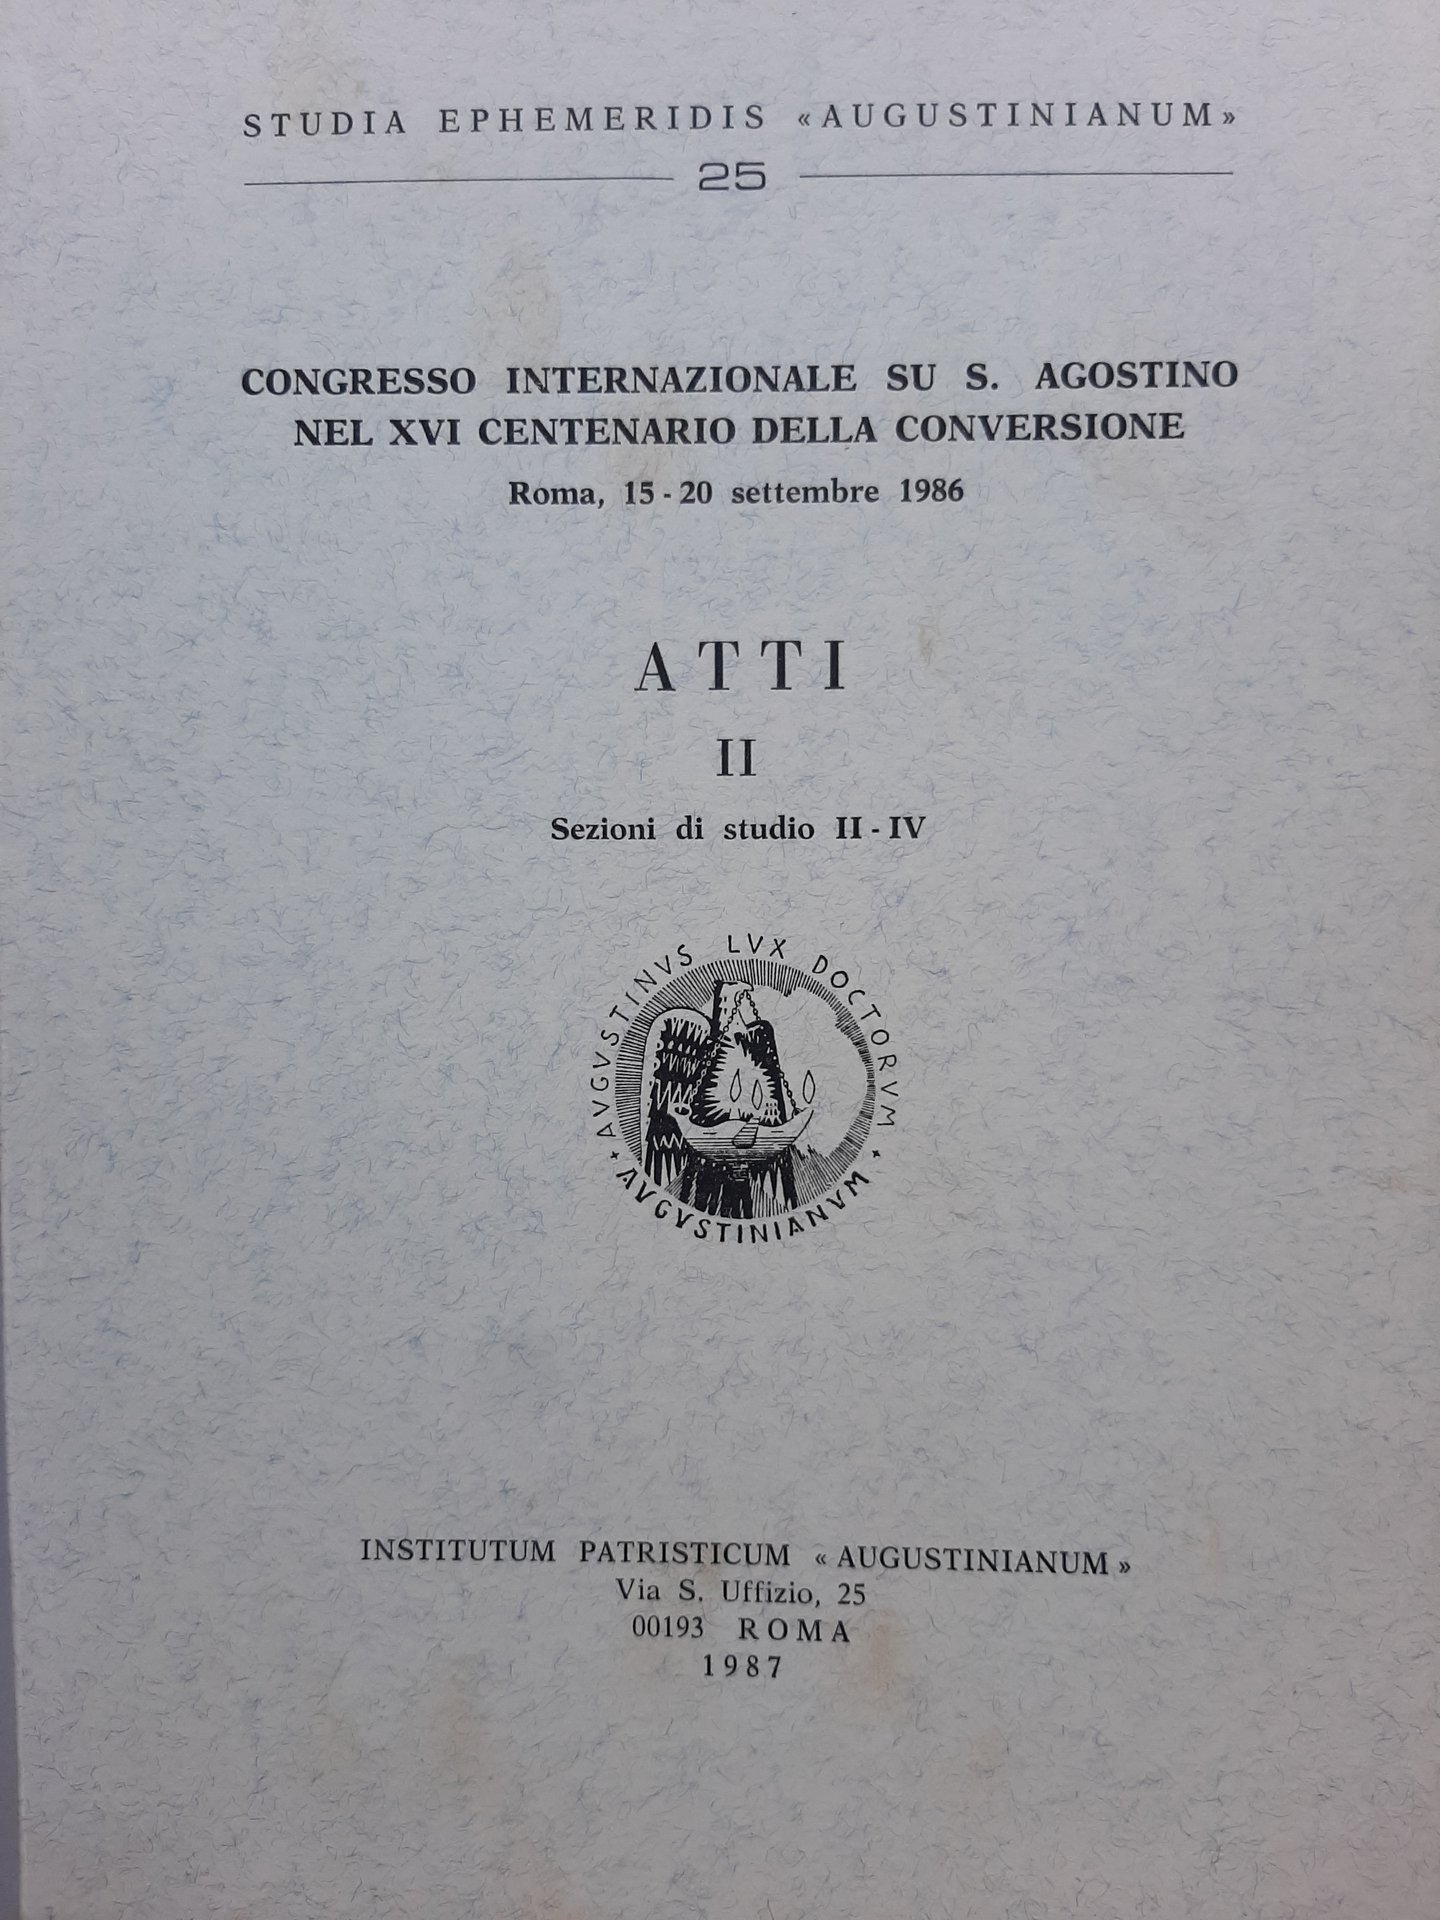 STUDIA EPHEMERIDIS «AUGUSTINIANUM»
25
CONGRESSO INTERNAZIONALE SU S. AGOSTINO
NEL XVI CENTENARIO DELLA CONVERSIONE
Roma, 15 - 20 settembre 1986
ATTI
II
Sezioni di studio II - IV
AVGVSTINVS LVX DOCTORVM
AVGVSTINIANVM
INSTITUTUM PATRISTICUM « AUGUSTINIANUM »
Via S. Uffizio, 25
00193 ROMA
1987